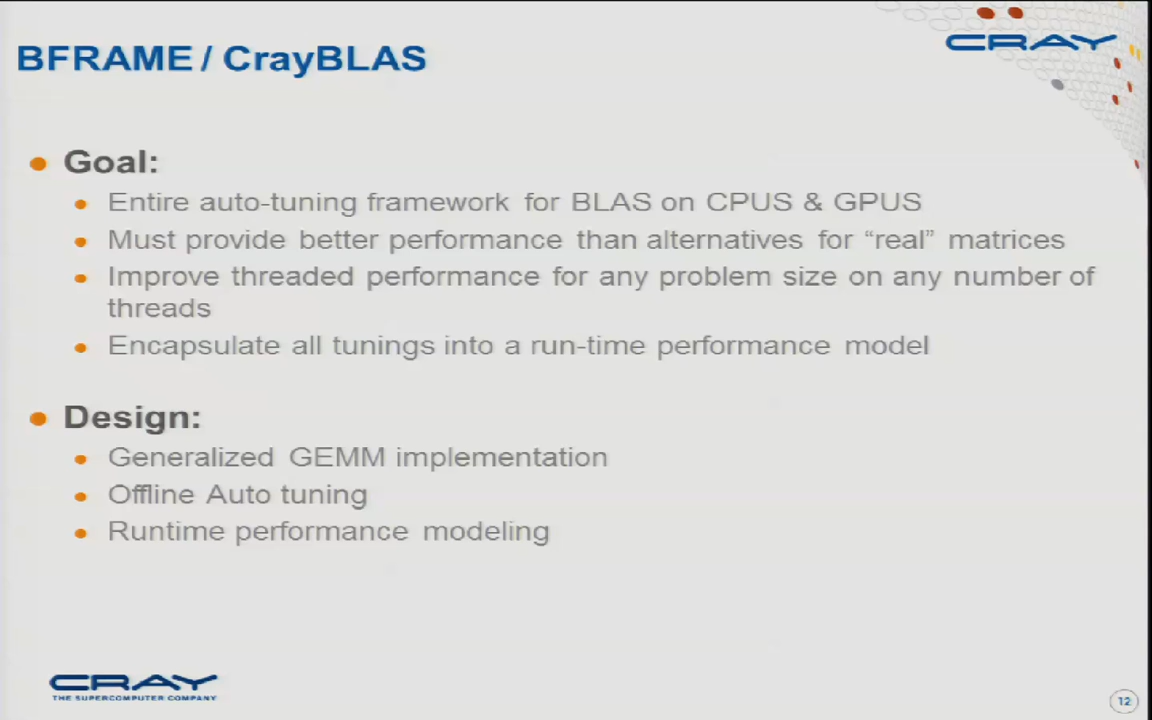 BFRAME / CrayBLAS
CRAY
Goal:
Entire auto-tuning framework for BLAS on CPUS & GPUS
Must provide better performance than alternatives for “real” matrices
Improve threaded performance for any problem size on any number of
threads
Encapsulate all tunings into a run-time performance model
Design:
Generalized GEMM implementation
Offline Auto tuning
Runtime performance modeling
CRAY
THE SUPERCOMPUTER COMPANY
12